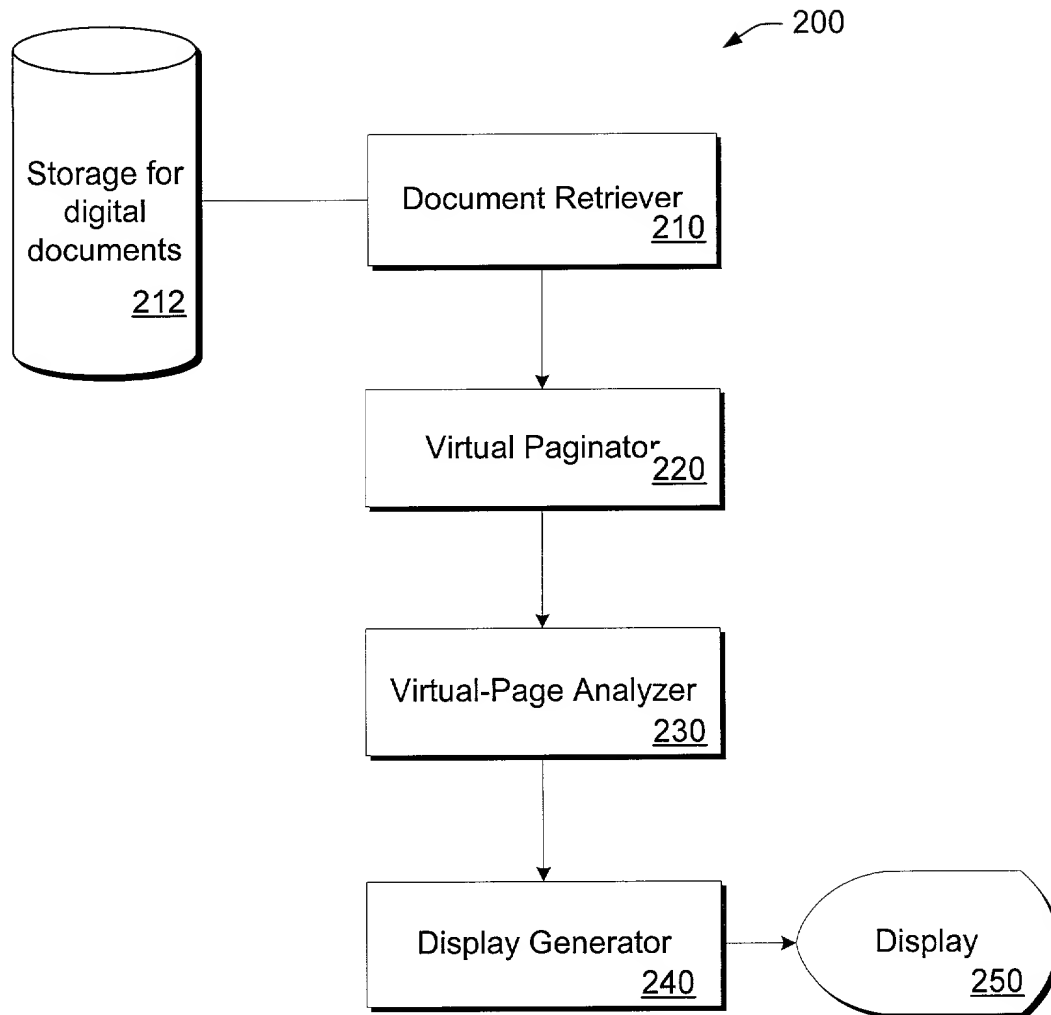 200
Storage for
digital
documents
212
Document Retriever
210
Virtual Paginator
220
Virtual-Page Analyzer
230
Display Generator
240
Display
250